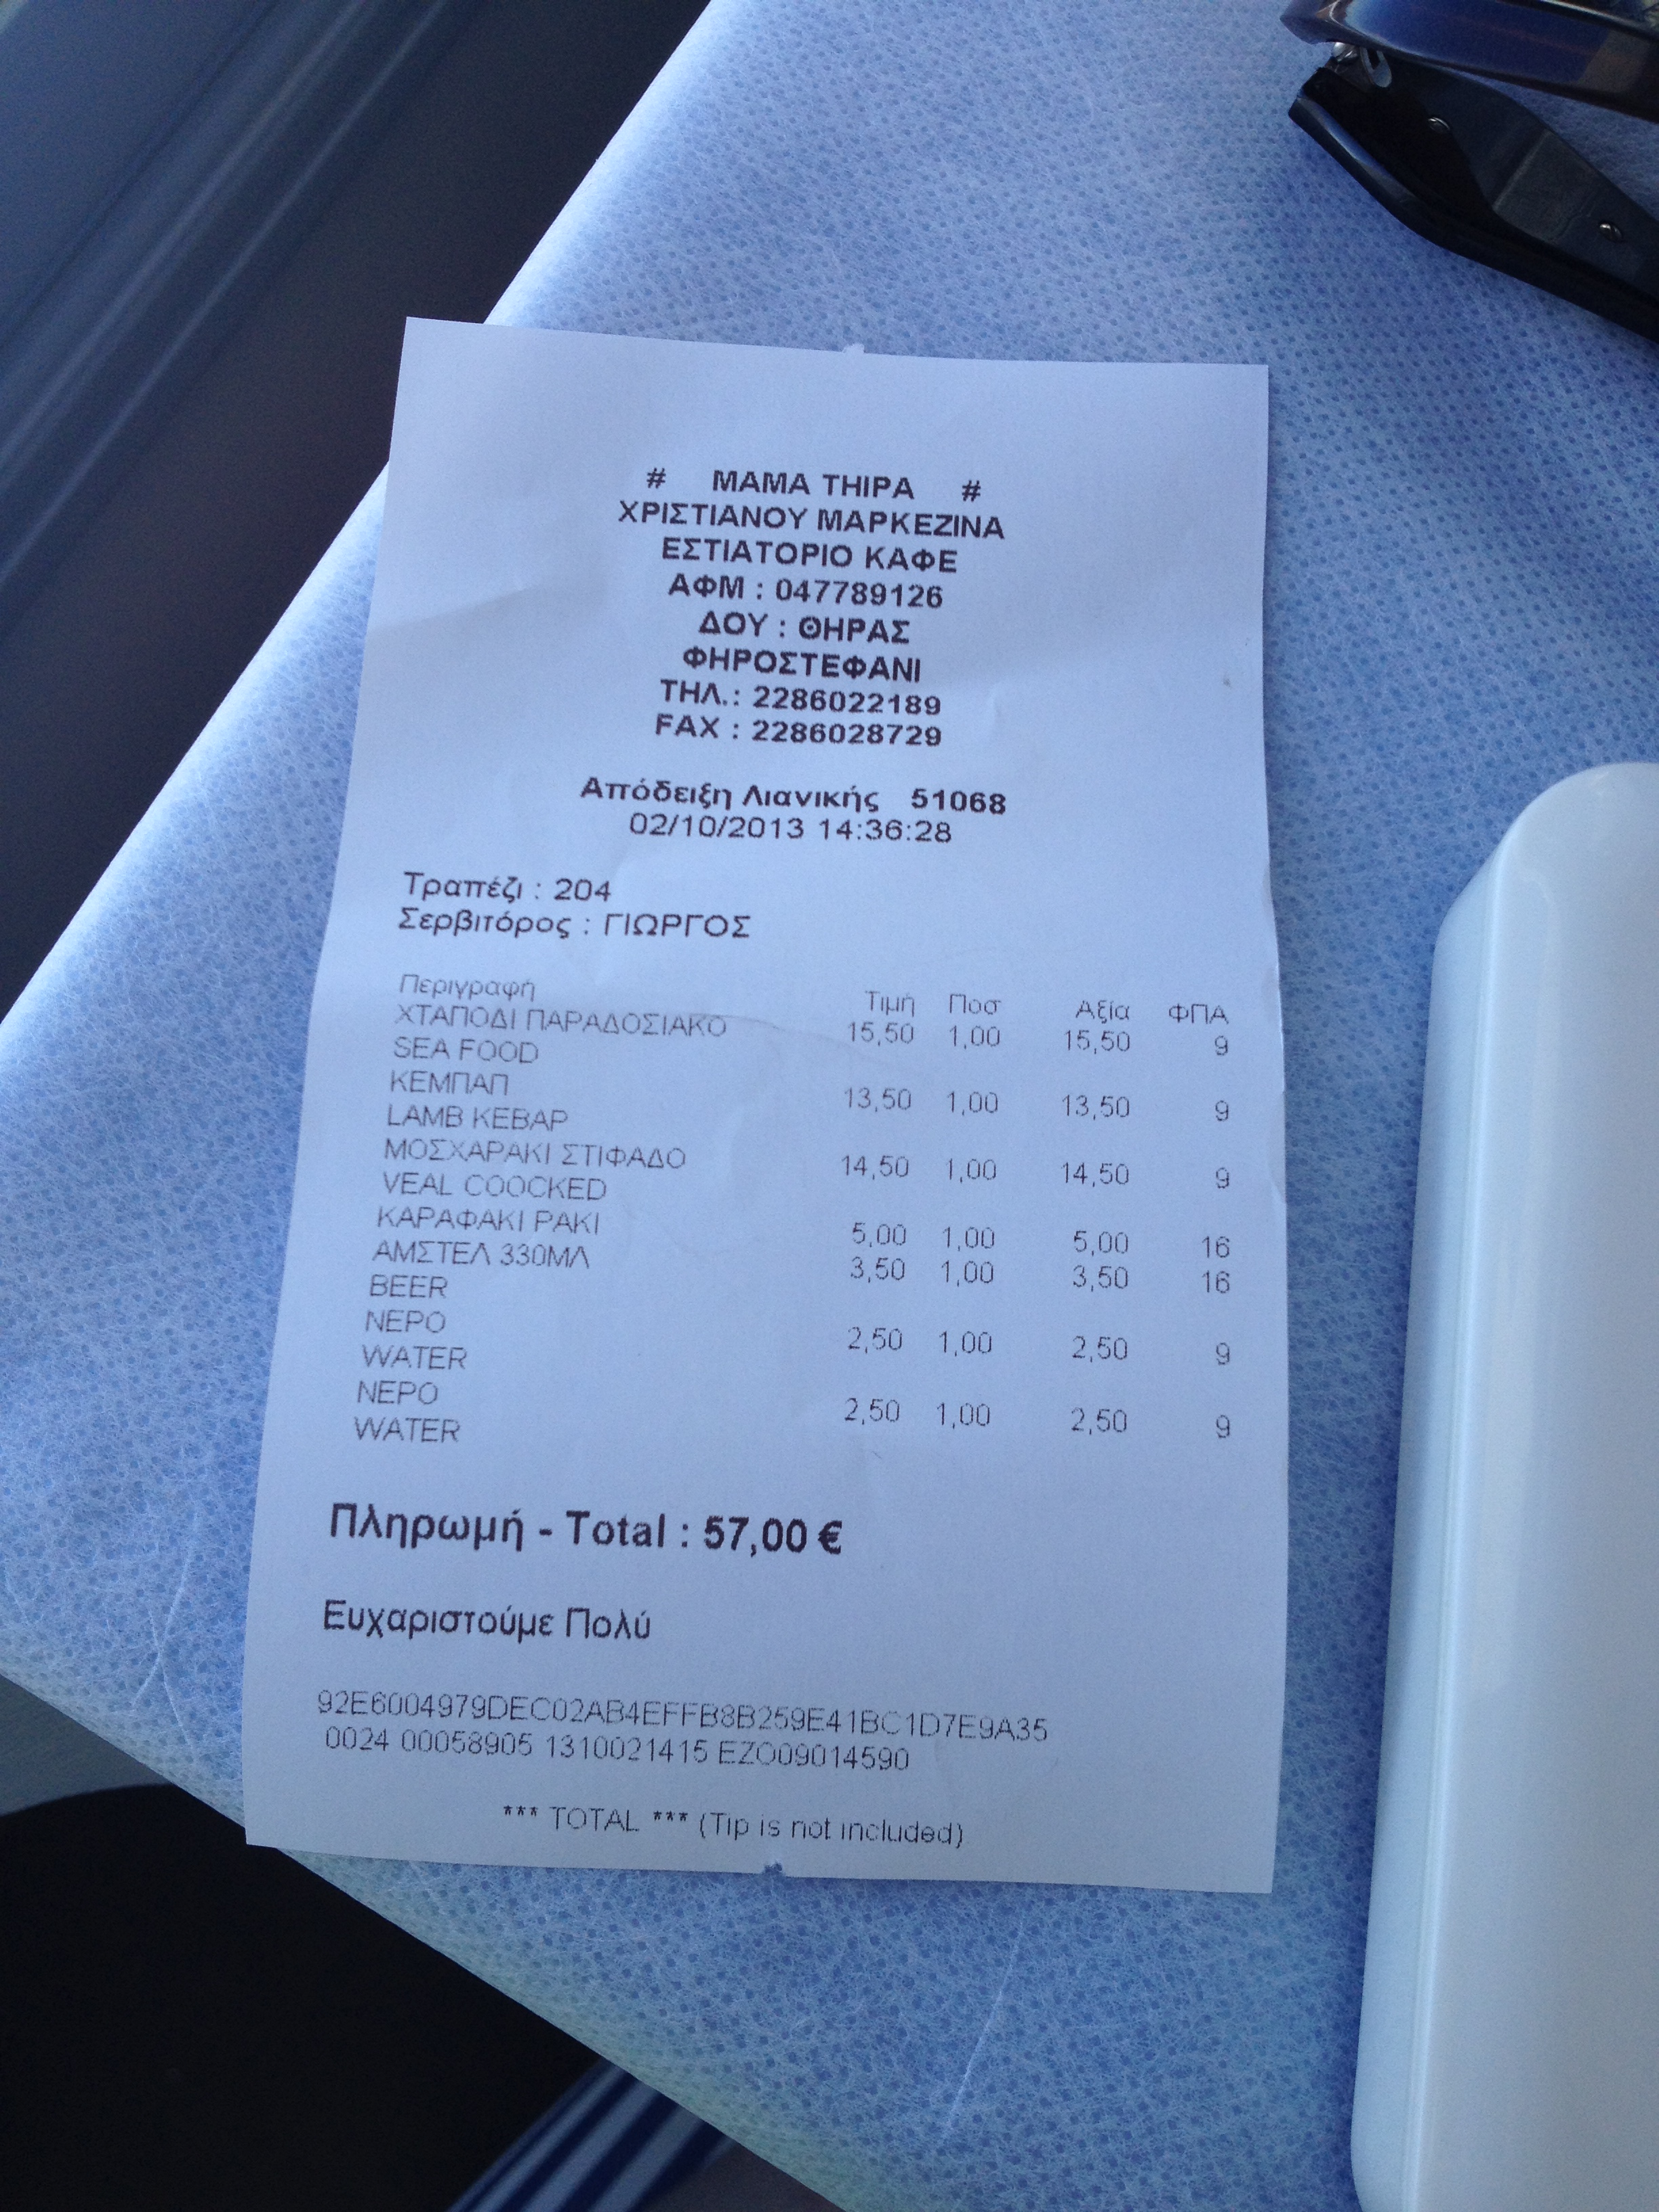 # ΜΑΜΑ ΤΗΙΡΑ #
ΧΡΙΣΤΙΑΝΟΥ ΜΑΡΚΕΖΙΝΑ
ΕΣΤΙΑΤΟΡΙΟ ΚΑΦΕ
ΑΦΜ : 047789126
ΔΟΥ : ΘΗΡΑΣ
ΦΗΡΟΣΤΕΦΑΝΙ
ΤΗΛ.: 2286022189
FAX : 2286028729
Απόδειξη Λιανικής 51068
02/10/2013 14:36:28
Τραπέζι : 204
Σερβιτόρος : ΓΙΩΡΓΟΣ
Περιγραφή Τιμή Ποσ Αξία ΦΠΑ
ΧΤΑΠΟΔΙ ΠΑΡΑΔΟΣΙΑΚΟ 15,50 1,00 15,50 9
SEA FOOD
ΚΕΜΠΑΠ 13,50 1,00 13,50 9
LAMB KEBAP
ΜΟΣΧΑΡΑΚΙ ΣΤΙΦΑΔΟ 14,50 1,00 14,50 9
VEAL COOCKED
ΚΑΡΑΦΑΚΙ ΡΑΚΙ 5,00 1,00 5,00 16
ΑΜΣΤΕΛ 330ΜΛ 3,50 1,00 3,50 16
BEER
ΝΕΡΟ 2,50 1,00 2,50 9
WATER
ΝΕΡΟ 2,50 1,00 2,50 9
WATER
Πληρωμή - Total : 57,00 €
Ευχαριστούμε Πολύ
92E6004979DEC02AB4EFFB8B259E41BC1D7E9A35
0024 00058905 1310021415 EZO09014590
*** TOTAL *** (Tip is not included)